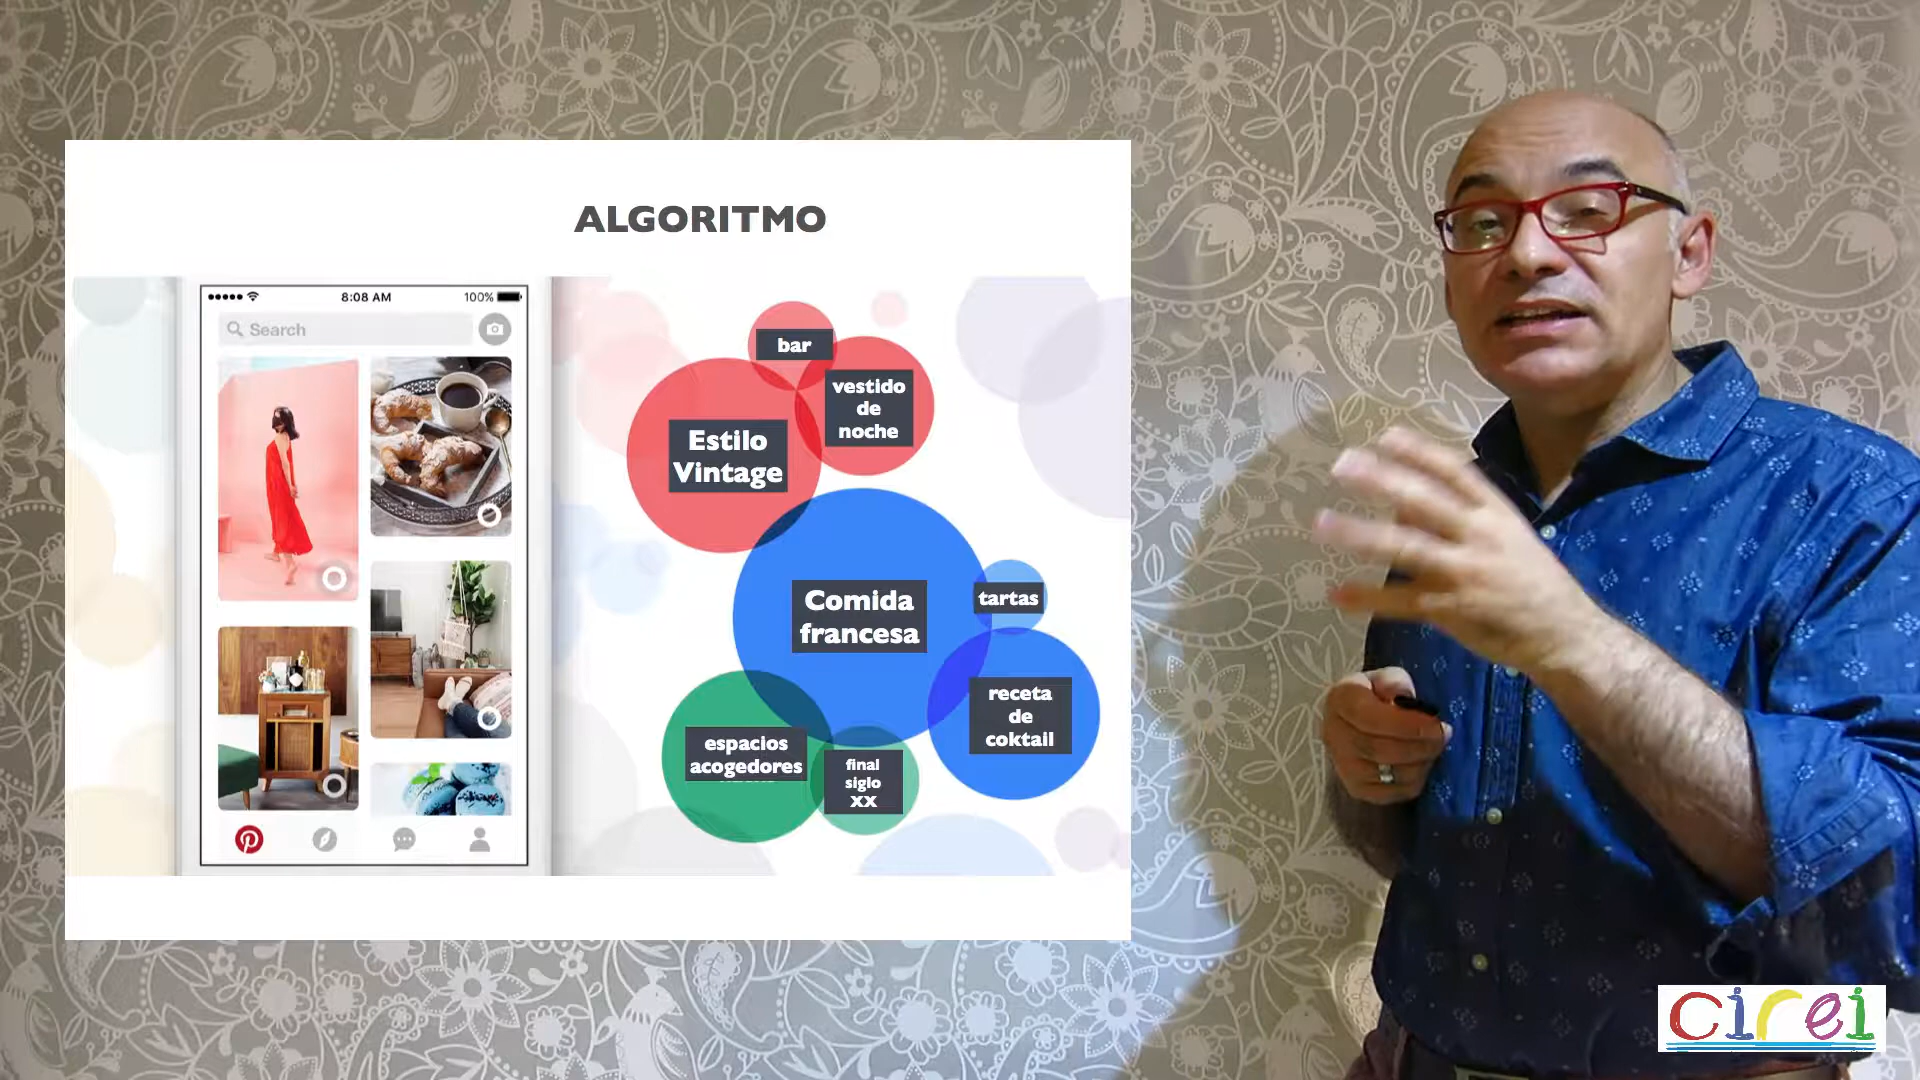 ALGORITMO
8:08 AM
100%
Search
bar
vestido
de
noche
Estilo
Vintage
Comida
francesa
tartas
receta
de
coktail
espacios
acogedores
final
siglo
XX
cirei